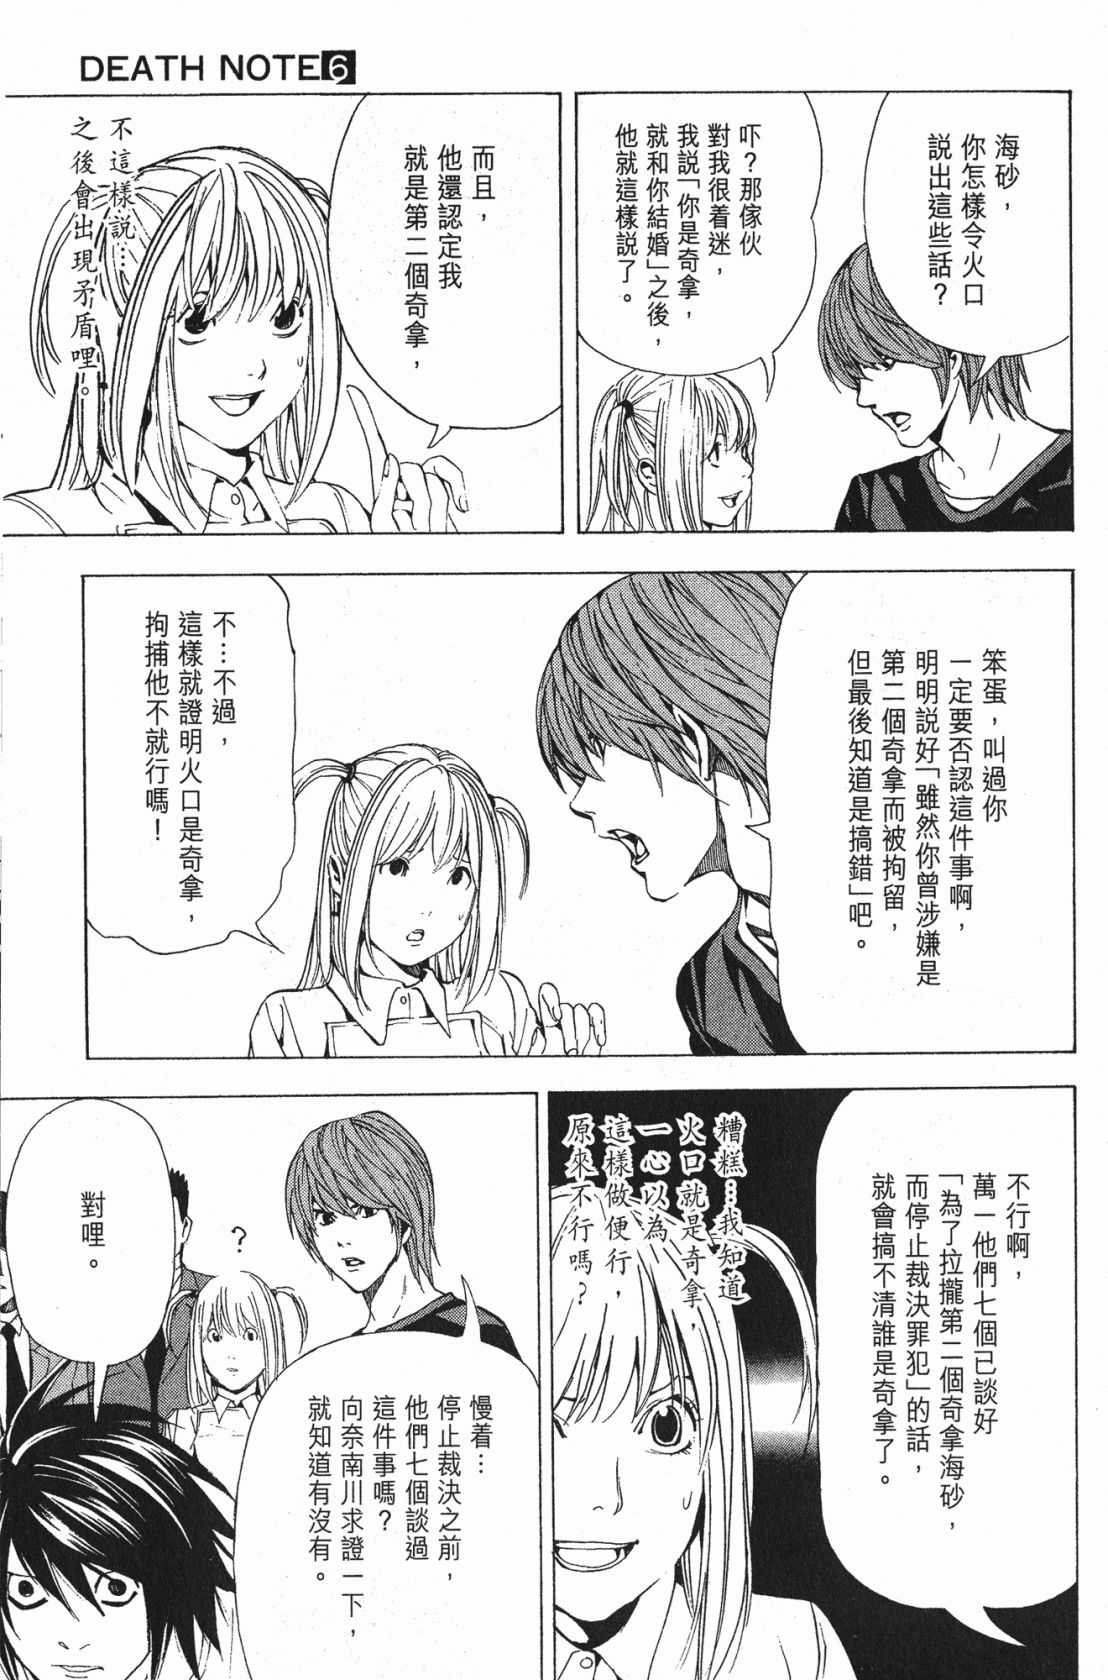 DEATH NOTE 6
海砂，
你怎樣令火口
說出這些話？
吓？那傢伙
對我很着迷，
我說「你是奇拿，
就和你結婚」之後，
他就這樣說了。
而且，
他還認定我
就是第二個奇拿，
不這樣說…
之後會出現矛盾哩。
笨蛋，叫過你
一定要否認這件事啊，
明明說好「雖然你曾涉嫌是
第二個奇拿而被拘留，
但最後知道是搞錯」吧。
不…不過，
這樣就證明火口是奇拿，
拘捕他不就行嗎！
不行啊，
萬一他們七個已談好
「為了拉攏第二個奇拿海砂，
而停止裁決罪犯」的話，
就會搞不清誰是奇拿了。
糟糕…我知道
火口就是奇拿，
一心以為
這樣做便行，
原來不行嗎？
慢着…
停止裁決之前，
他們七個談過
這件事嗎？
向奈南川求證一下，
就知道有沒有。
？
對哩。